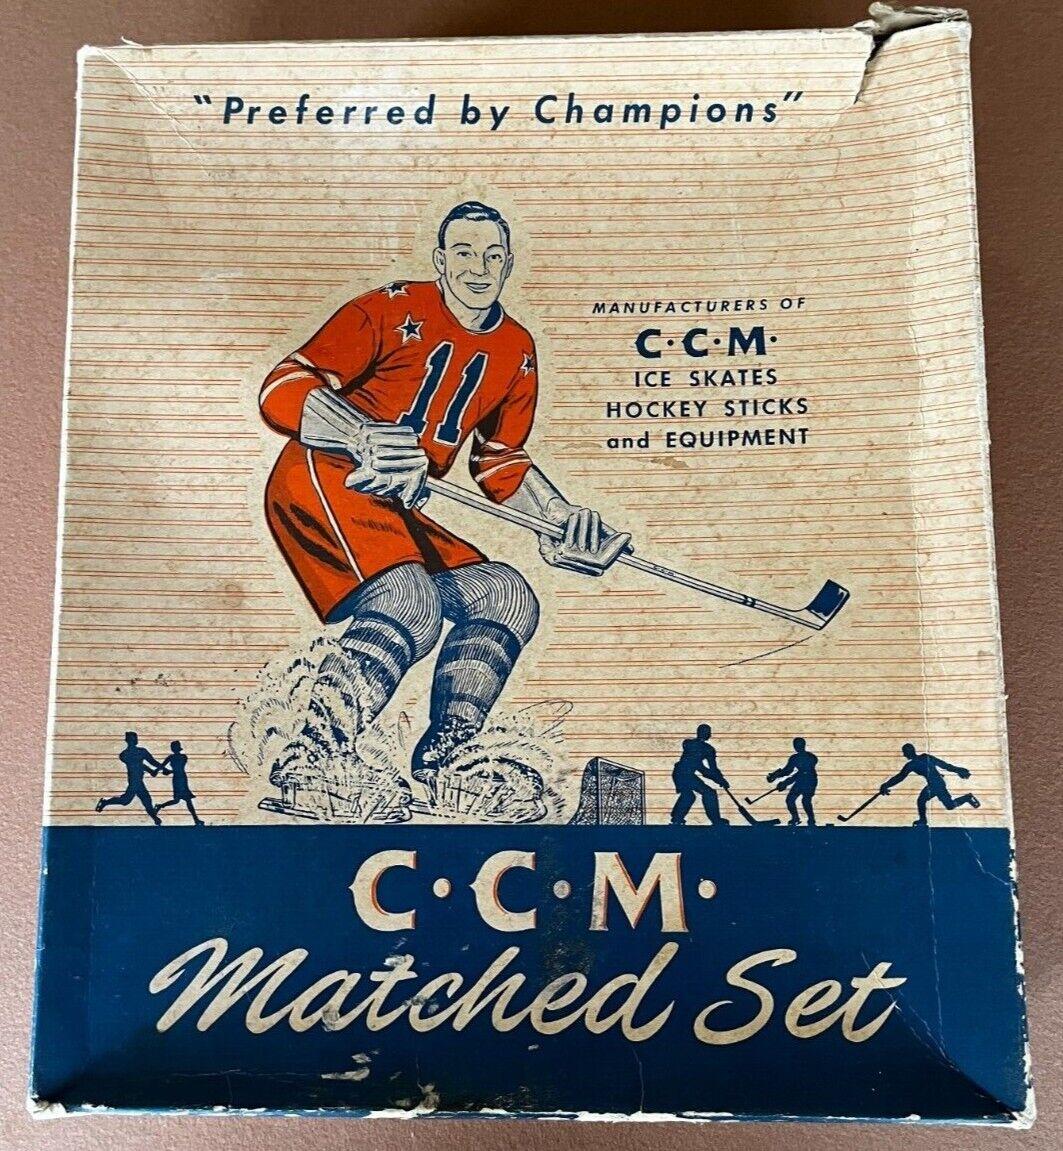 "Preferred by Champions"
MANUFACTURERS OF
C·C·M·
ICE SKATES
HOCKEY STICKS
and EQUIPMENT
11
C·C·M·
Matched Set